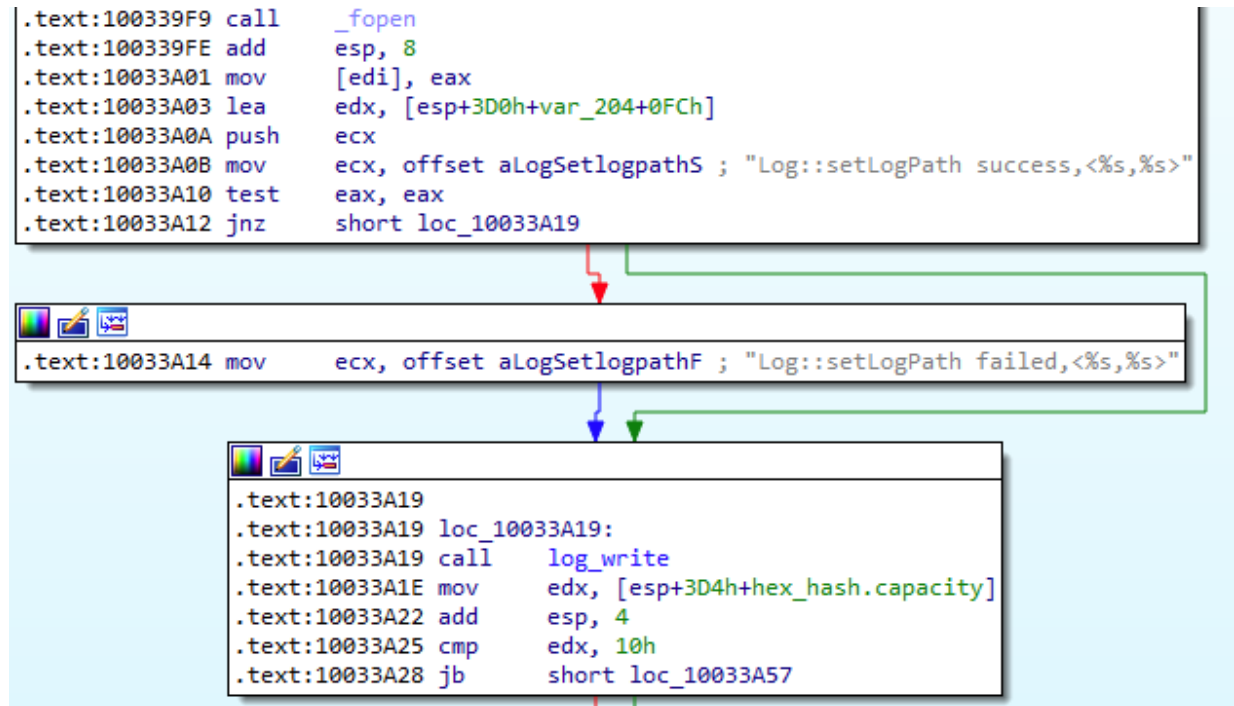 .text:100339F9 call _fopen
.text:100339FE add esp, 8
.text:10033A01 mov [edi], eax
.text:10033A03 lea edx, [esp+3D0h+var_204+0FCh]
.text:10033A0A push ecx
.text:10033A0B mov ecx, offset aLogSetlogpathS ; "Log::setLogPath success,<%s,%s>"
.text:10033A10 test eax, eax
.text:10033A12 jnz short loc_10033A19
.text:10033A14 mov ecx, offset aLogSetlogpathF ; "Log::setLogPath failed,<%s,%s>"
.text:10033A19
.text:10033A19 loc_10033A19:
.text:10033A19 call log_write
.text:10033A1E mov edx, [esp+3D4h+hex_hash.capacity]
.text:10033A22 add esp, 4
.text:10033A25 cmp edx, 10h
.text:10033A28 jb short loc_10033A57